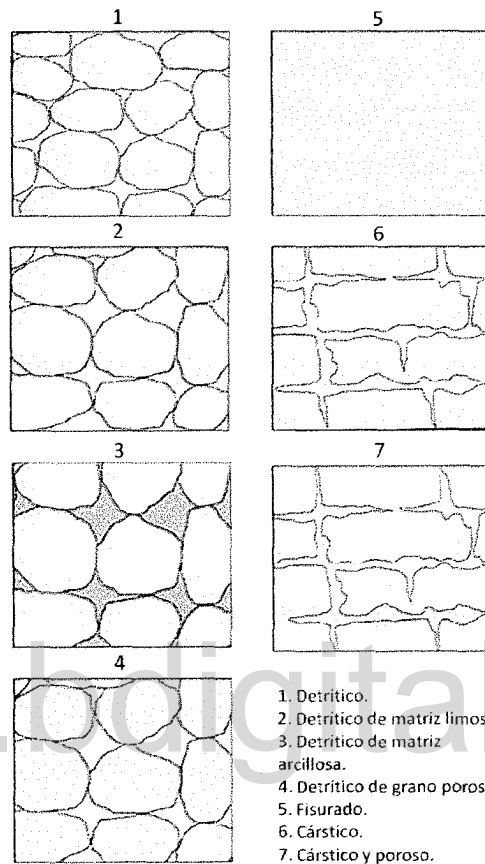 1
5
2
6
3
7
4
1. Detrítico.
2. Detrítico de matriz limos
3. Detrítico de matriz
arcillosa.
4. Detrítico de grano poros
5. Fisurado.
6. Cárstico.
7. Cárstico y poroso.
.bdigital